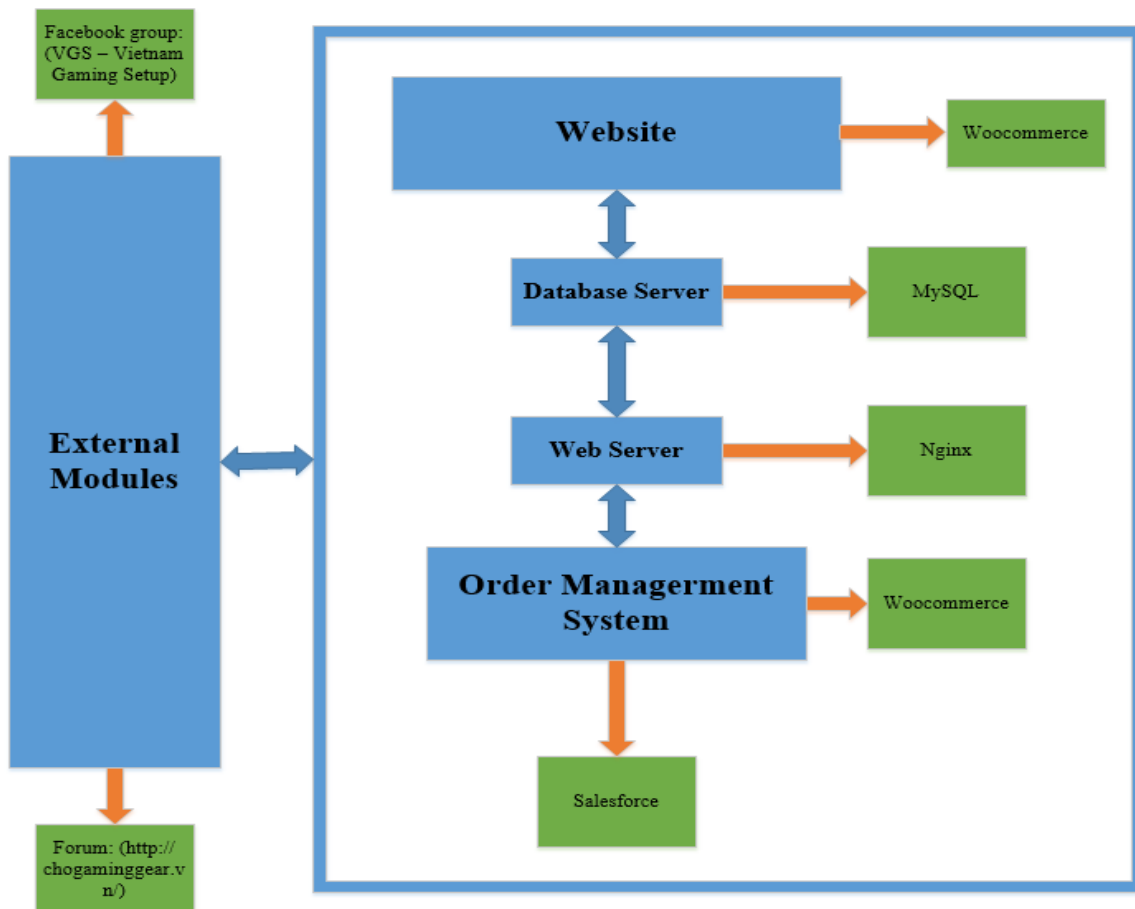 Facebook group:
(VGS – Vietnam
Gaming Setup)
External
Modules
Forum: (http://
chogaminggear.v
n/)
Website
Woocommerce
Database Server
MySQL
Web Server
Nginx
Order Managerment
System
Woocommerce
Salesforce